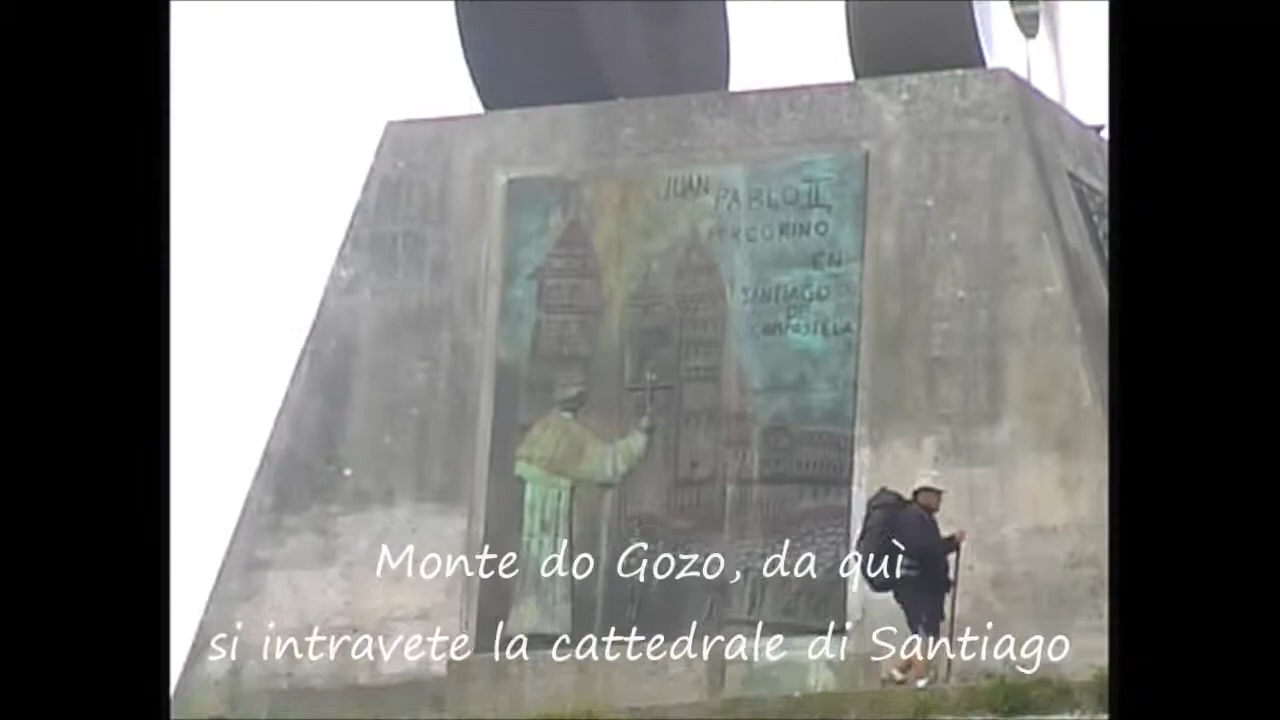 JUAN
PABLO II
PEREGRINO
EN
SANTIAGO
DE
COMPOSTELA
Monte do Gozo, da quì
si intravete la cattedrale di Santiago